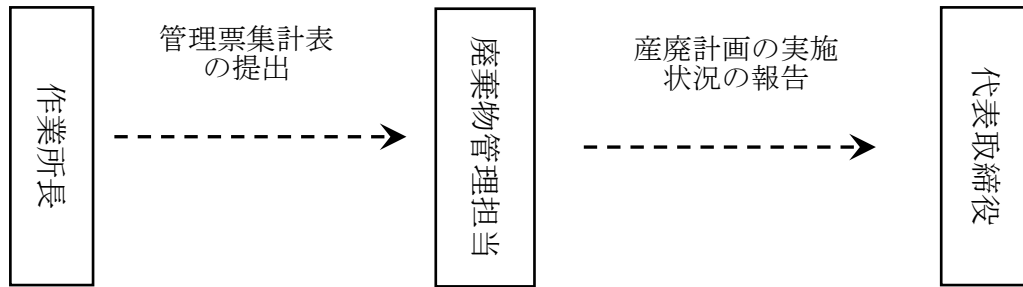 作業所長
管理票集計表
の提出
廃棄物管理担当
産廃計画の実施
状況の報告
代表取締役